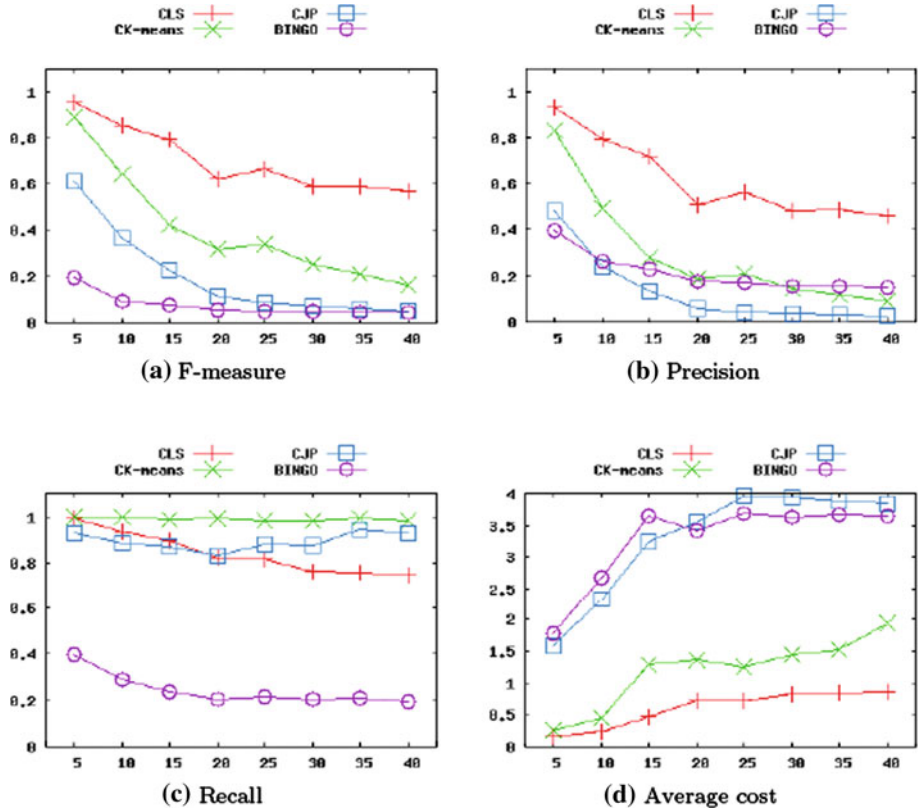 CLS CJP
CK-means BINGO
CLS CJP
CK-means BINGO
1
0.8
0.6
0.4
0.2
0
5 10 15 20 25 30 35 40
(a) F-measure
1
0.8
0.6
0.4
0.2
0
5 10 15 20 25 30 35 40
(b) Precision
CLS CJP
CK-means BINGO
CLS CJP
CK-means BINGO
1
0.8
0.6
0.4
0.2
0
5 10 15 20 25 30 35 40
(c) Recall
4
3.5
3
2.5
2
1.5
1
0.5
0
5 10 15 20 25 30 35 40
(d) Average cost